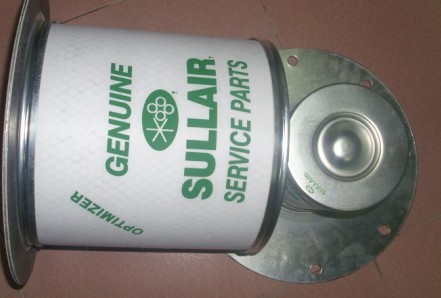 GENUINE
SULLAIR
SERVICE PARTS
OPTIMIZER